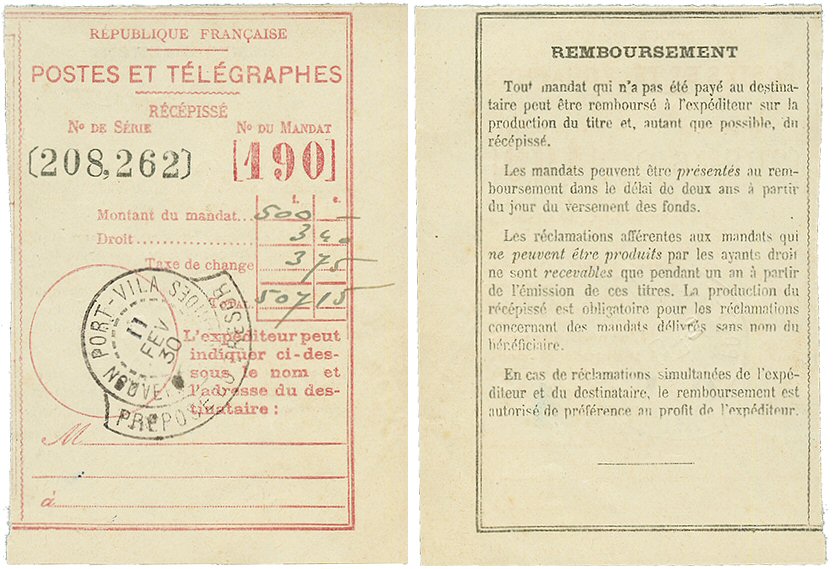 RÉPUBLIQUE FRANÇAISE
POSTES ET TÉLÉGRAPHES
RÉCÉPISSÉ
No DE SÉRIE No DU MANDAT
[208,262] [190]
f. c.
Montant du mandat... 500 -
Droit.............. 3 40
Taxe de change 3 75
507 15
PORT-VILA
11
FEV
30
PRÉPOSÉ DU TRÉSOR
L'expéditeur peut
indiquer ci-des-
sous le nom et
l'adresse du des-
tinataire :
M
à
REMBOURSEMENT
Tout mandat qui n'a pas été payé au destina-
taire peut être remboursé à l'expéditeur sur la
production du titre et, autant que possible, du
récépissé.
Les mandats peuvent être présentés au rem-
boursement dans le délai de deux ans à partir
du jour du versement des fonds.
Les réclamations afférentes aux mandats qui
ne peuvent être produits par les ayants droit
ne sont recevables que pendant un an à partir
de l'émission de ces titres. La production du
récépissé est obligatoire pour les réclamations
concernant des mandats délivrés sans nom du
bénéficiaire.
En cas de réclamations simultanées de l'expé-
diteur et du destinataire, le remboursement est
autorisé de préférence au profit de l'expéditeur.